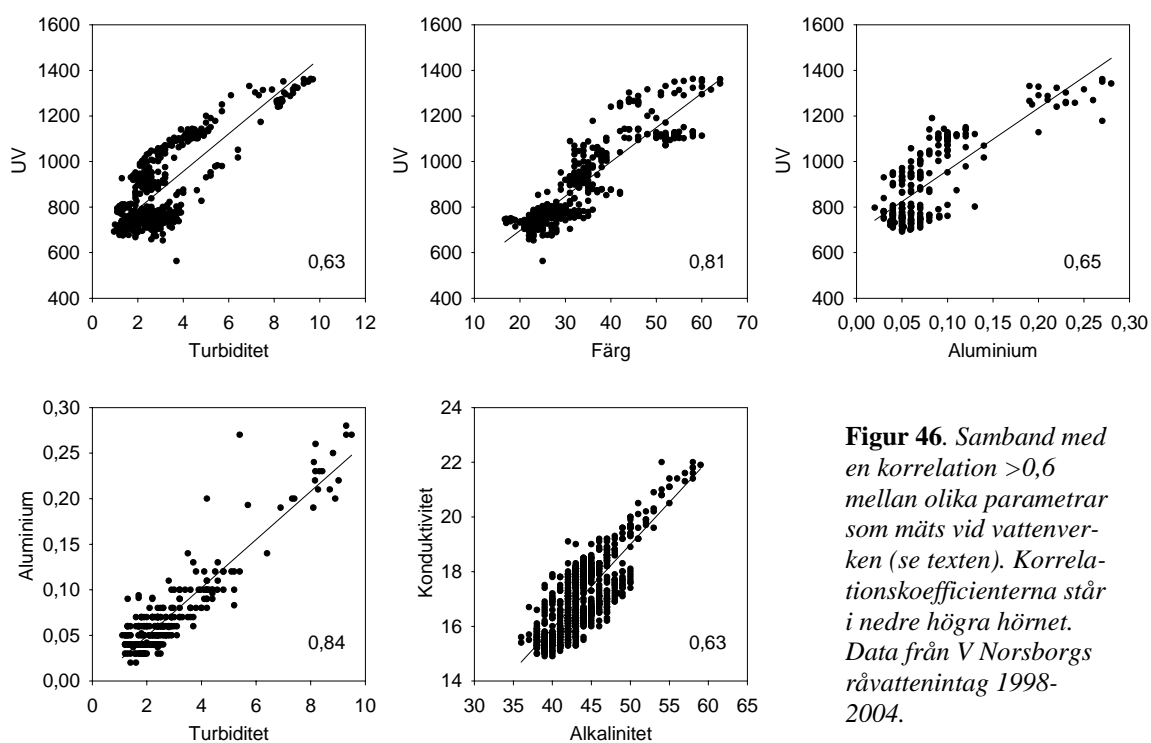 1600
1400
1200
1000
800
600
400
UV
0 2 4 6 8 10 12
Turbiditet
0,63
1600
1400
1200
1000
800
600
400
UV
10 20 30 40 50 60 70
Färg
0,81
1600
1400
1200
1000
800
600
400
UV
0,00 0,05 0,10 0,15 0,20 0,25 0,30
Aluminium
0,65
0,30
0,25
0,20
0,15
0,10
0,05
0,00
Aluminium
0 2 4 6 8 10
Turbiditet
0,84
24
22
20
18
16
14
Konduktivitet
30 35 40 45 50 55 60 65
Alkalinitet
0,63
Figur 46. Samband med
en korrelation >0,6
mellan olika parametrar
som mäts vid vattenver-
ken (se texten). Korrela-
tionskoefficienterna står
i nedre högra hörnet.
Data från V Norsborgs
råvattenintag 1998-
2004.